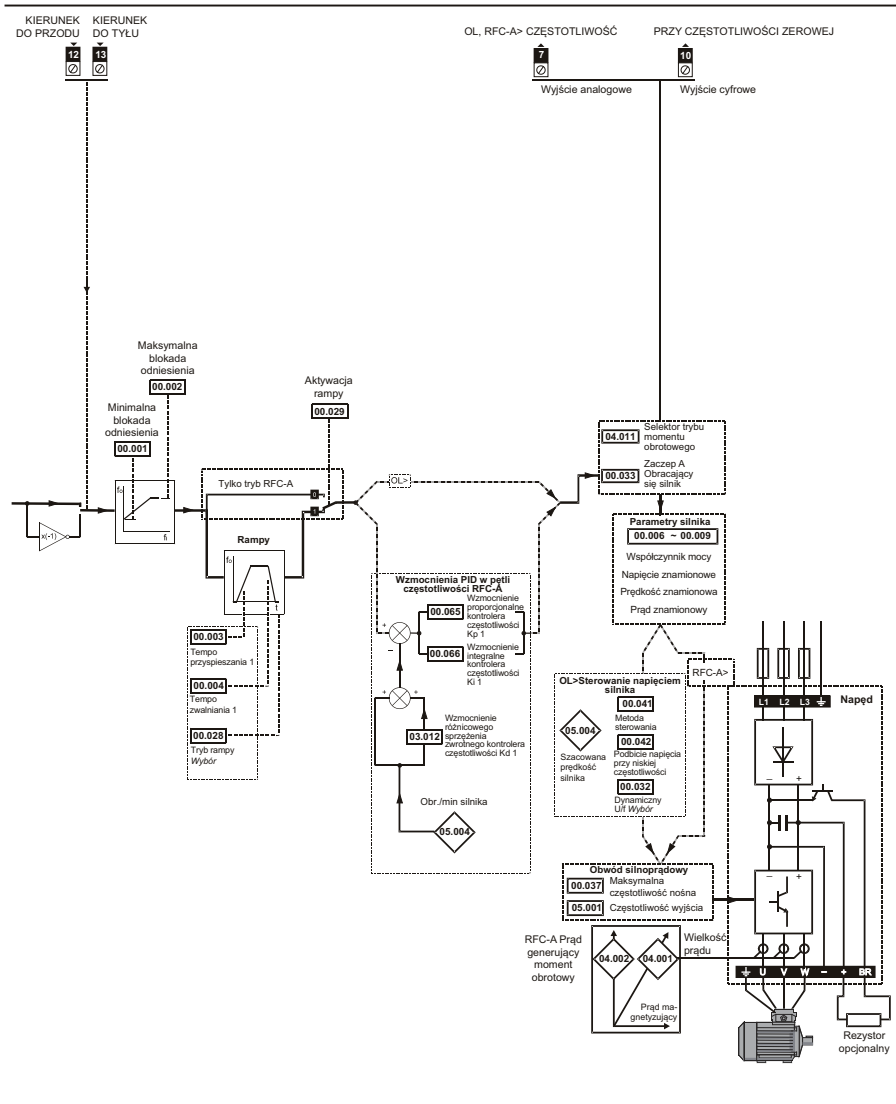 KIERUNEK
DO PRZODU
KIERUNEK
DO TYŁU
12
13
OL, RFC-A> CZĘSTOTLIWOŚĆ
PRZY CZĘSTOTLIWOŚCI ZEROWEJ
7
10
Wyjście analogowe
Wyjście cyfrowe
Maksymalna
blokada
odniesienia
00.002
Minimalna
blokada
odniesienia
00.001
Aktywacja
rampy
00.029
x(-1)
Tylko tryb RFC-A
0
1
Rampy
t
00.003
Tempo
przyspieszania 1
00.004
Tempo
zwalniania 1
00.028
Tryb rampy
Wybór
OL>
Wzmocnienia PID w pętli
częstotliwości RFC-A
+
–
00.065
Wzmocnienie
proporcjonalne
kontrolera
częstotliwości
Kp 1
00.066
Wzmocnienie
integralne
kontrolera
częstotliwości
Ki 1
+
+
03.012
Wzmocnienie
różnicowego
sprzężenia
zwrotnego kontrolera
częstotliwości Kd 1
Obr./min silnika
05.004
04.011
Selektor trybu
momentu
obrotowego
00.033
Zaczep A
Obracający
się silnik
Parametry silnika
00.006 ~ 00.009
Współczynnik mocy
Napięcie znamionowe
Prędkość znamionowa
Prąd znamionowy
RFC-A>
OL>Sterowanie napięciem
silnika
05.004
Szacowana
prędkość
silnika
00.041
Metoda
sterowania
00.042
Podbicie napięcia
przy niskiej
częstotliwości
00.032
Dynamiczny
U/f Wybór
Obwód silnoprądowy
00.037
Maksymalna
częstotliwość nośna
05.001
Częstotliwość wyjścia
RFC-A Prąd
generujący
moment
obrotowy
04.002
04.001
Wielkość
prądu
Prąd ma-
gnetyzujący
L1 L2 L3
Napęd
– +
– +
U V W – + BR
Rezystor
opcjonalny